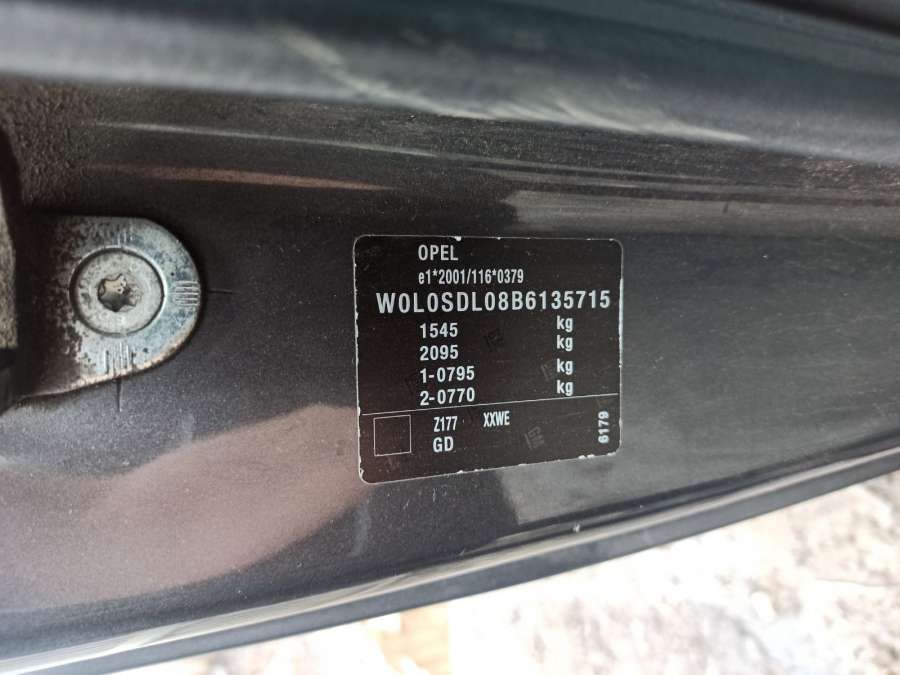 OPEL
e1*2001/116*0379
W0L0SDL08B6135715
1545 kg
2095 kg
1-0795 kg
2-0770 kg
Z177 XXWE
GD
6179
GM